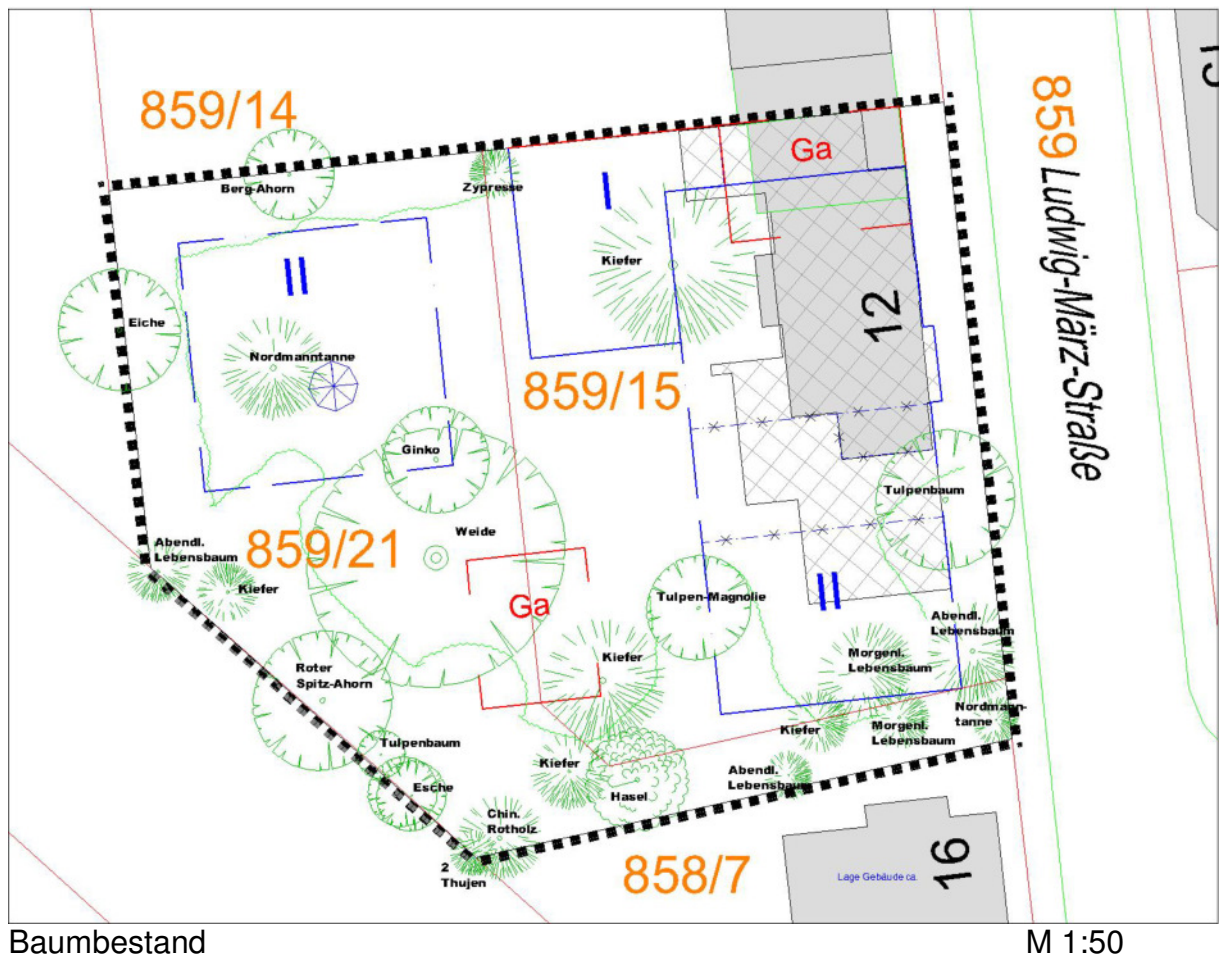 859/14
859 Ludwig-März-Straße
Ga
Berg-Ahorn
Zypresse
I
Kiefer
II
Eiche
12
Nordmanntanne
859/15
Ginko
Tulpenbaum
Weide
Abendl.
Lebensbaum
859/21
Kiefer
Ga
Tulpen-Magnolie
II
Abendl.
Lebensbaum
Kiefer
Morgenl.
Lebensbaum
Roter
Spitz-Ahorn
Nordmann-
tanne
Kiefer
Morgenl.
Lebensbaum
Tulpenbaum
Kiefer
Abendl.
Lebensbaum
Esche
Hasel
Chin.
Rotholz
2
Thujen
858/7
Lage Gebäude ca.
16
Baumbestand
M 1:50